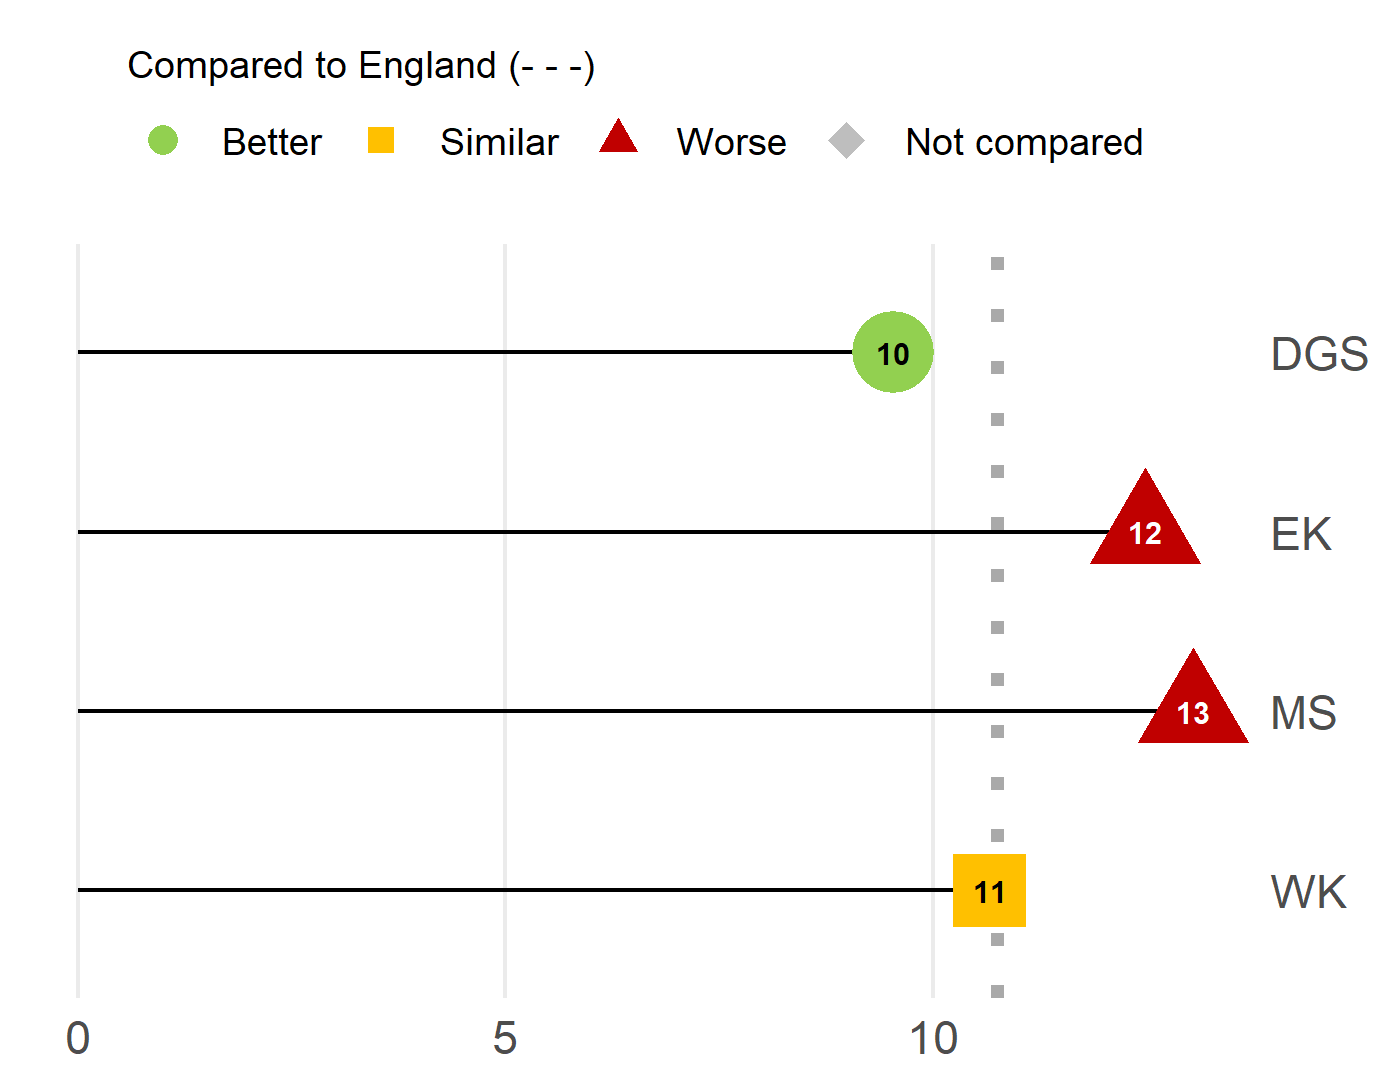 Compared to England (- - -)
Better Similar Worse Not compared
10 DGS
12 EK
13 MS
11 WK
0 5 10